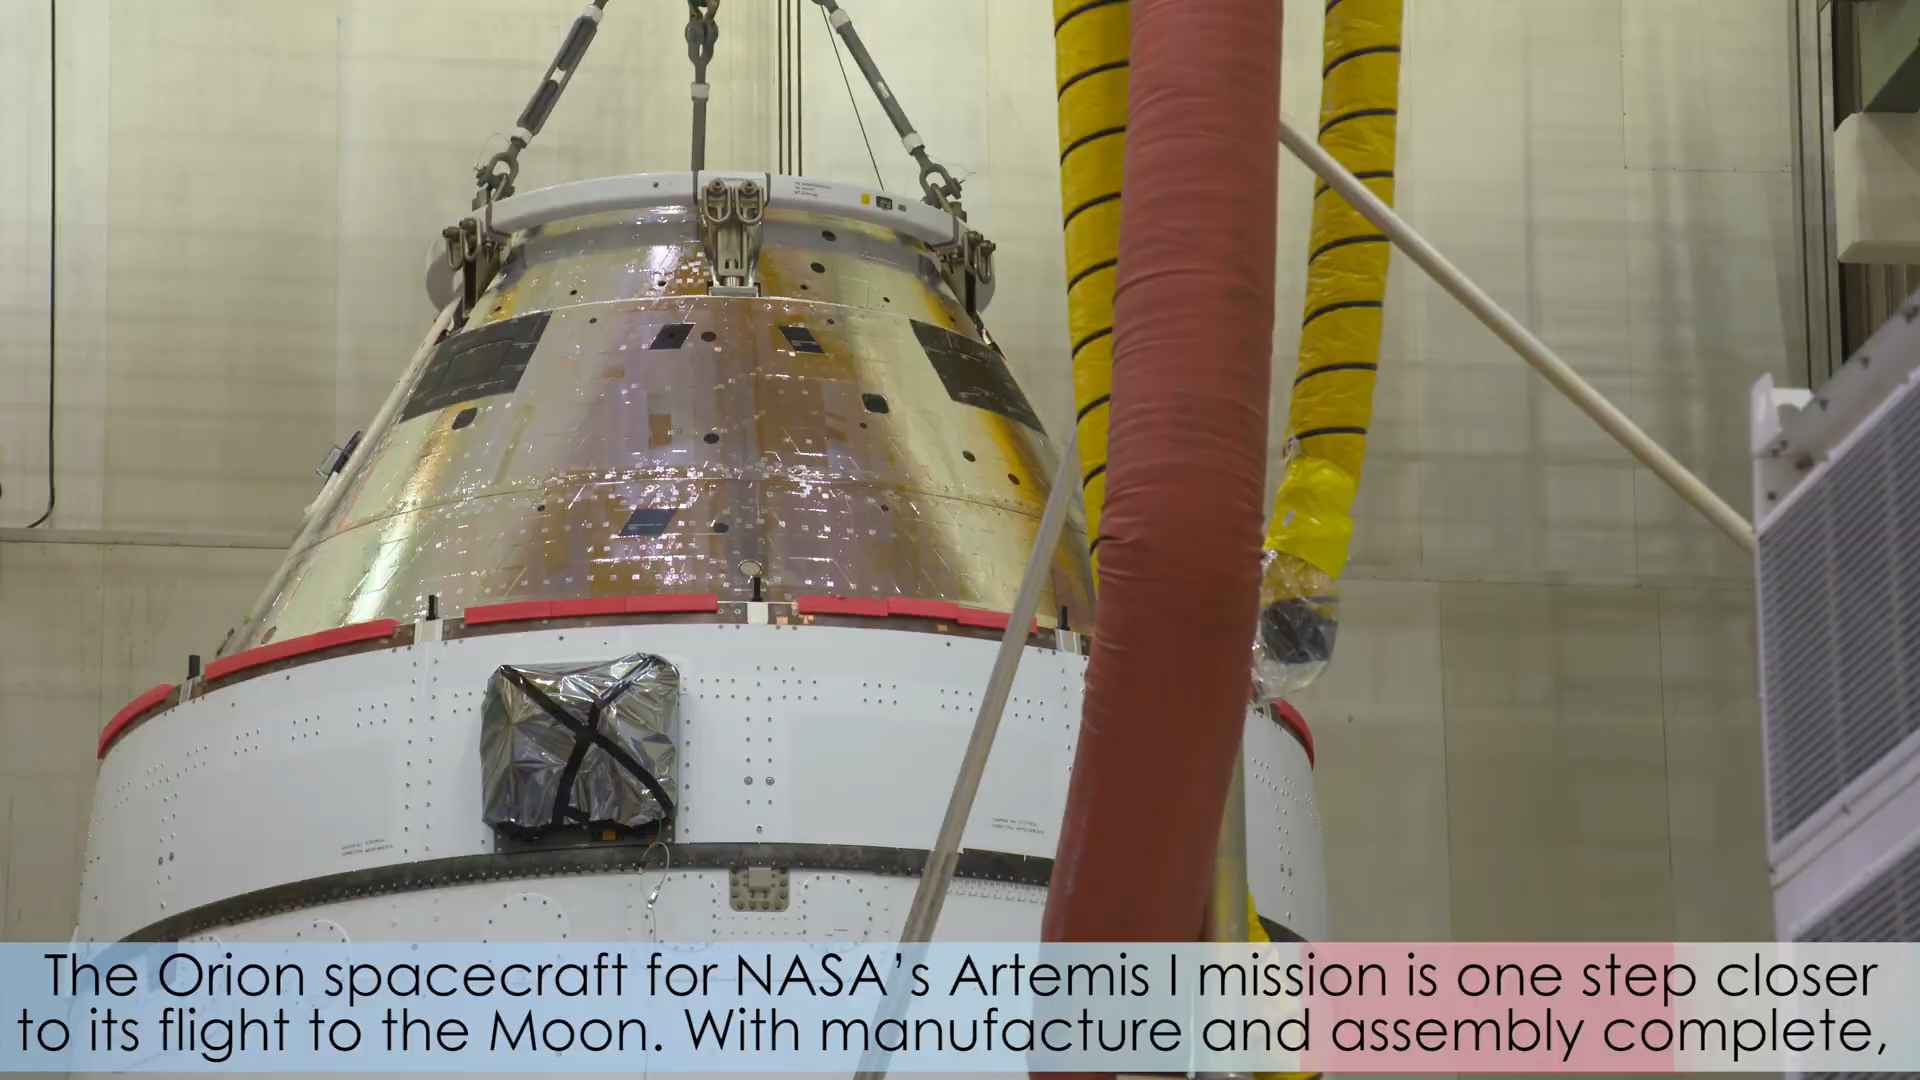 The Orion spacecraft for NASA’s Artemis I mission is one step closer
to its flight to the Moon. With manufacture and assembly complete,